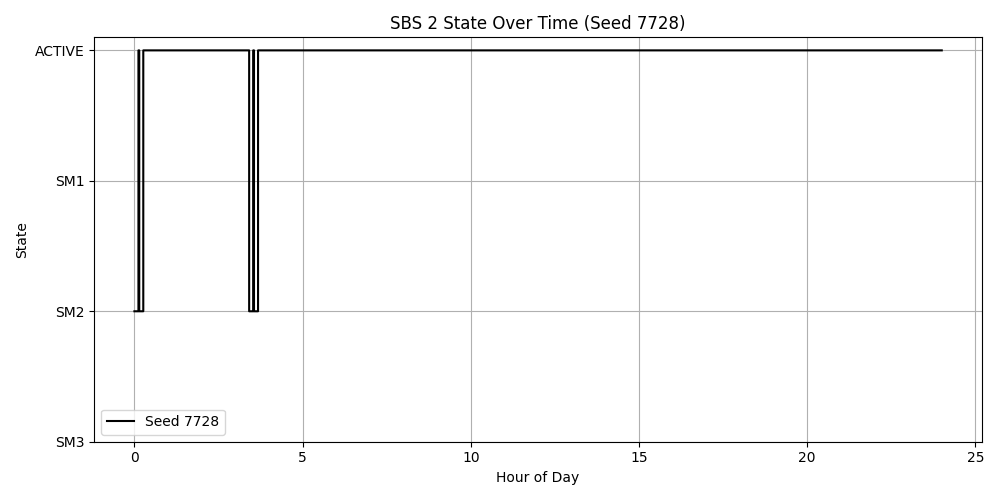 SBS 2 State Over Time (Seed 7728)
ACTIVE
SM1
SM2
SM3
State
Seed 7728
0 5 10 15 20 25
Hour of Day